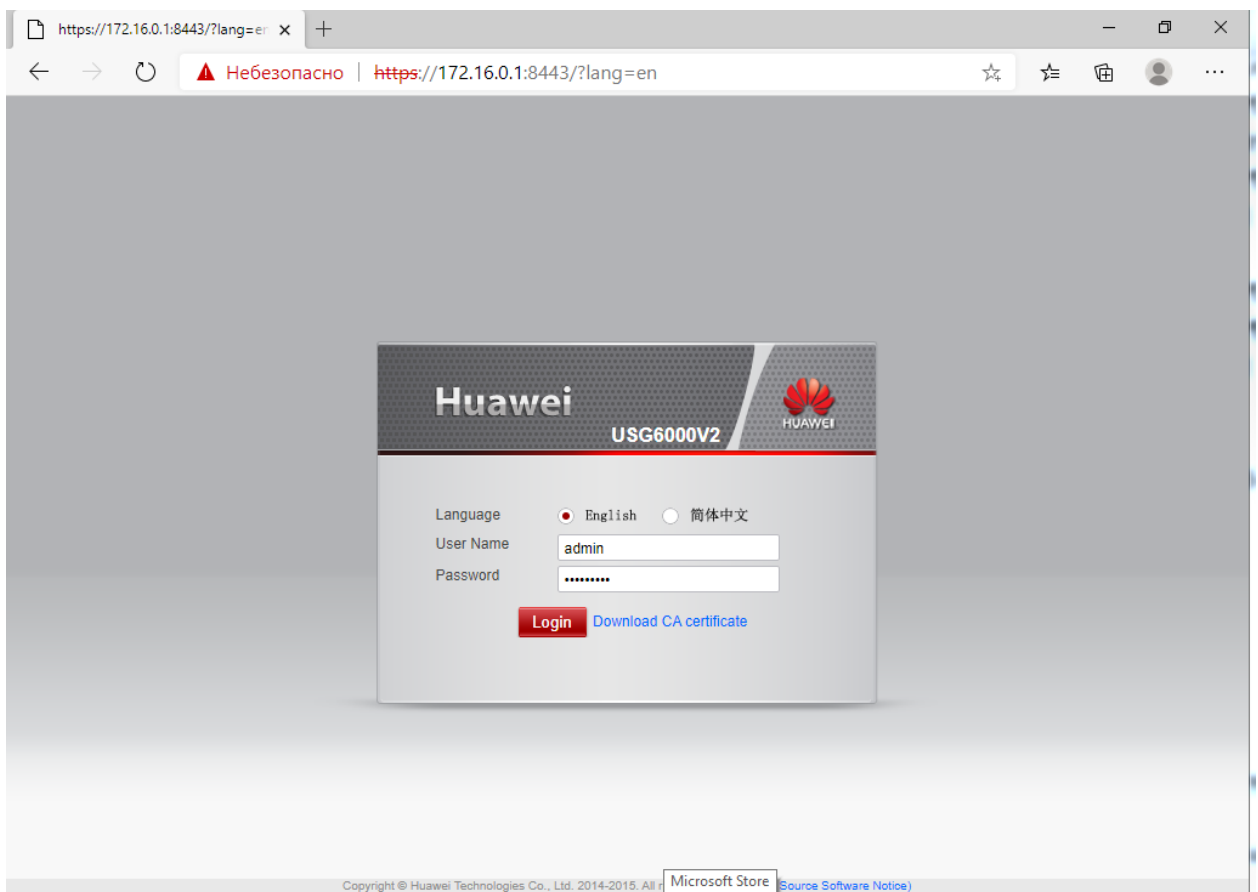 https://172.16.0.1:8443/?lang=en
Небезопасно https://172.16.0.1:8443/?lang=en
Huawei
USG6000V2
HUAWEI
Language English 简体中文
User Name admin
Password
Login Download CA certificate
Copyright © Huawei Technologies Co., Ltd. 2014-2015. All Microsoft Store Source Software Notice)